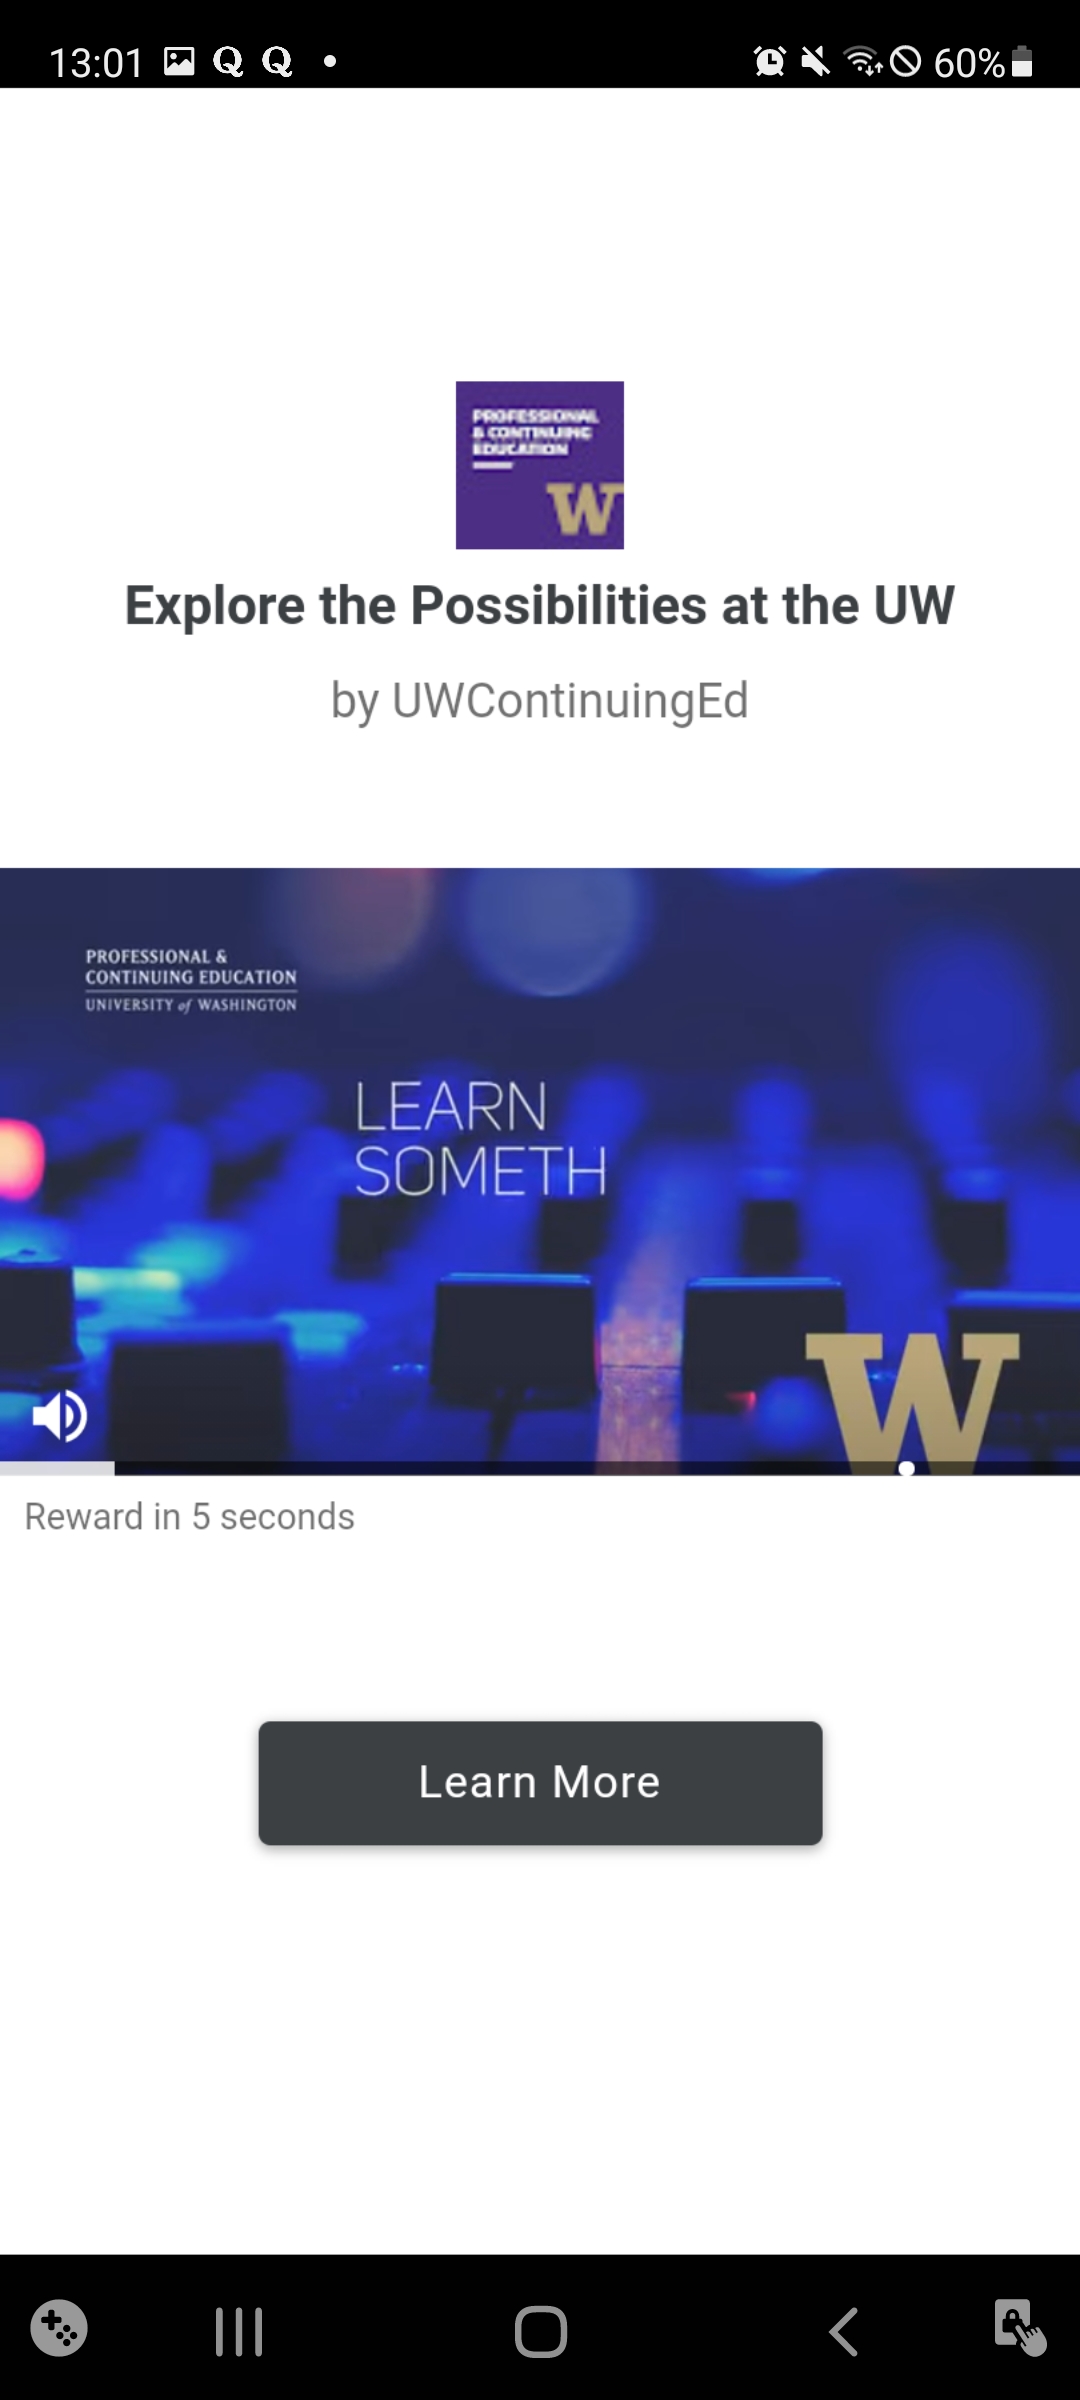 13:01
60%
PROFESSIONAL
& CONTINUING
EDUCATION
W
Explore the Possibilities at the UW
by UWContinuingEd
PROFESSIONAL &
CONTINUING EDUCATION
UNIVERSITY of WASHINGTON
LEARN
SOMETH
W
Reward in 5 seconds
Learn More